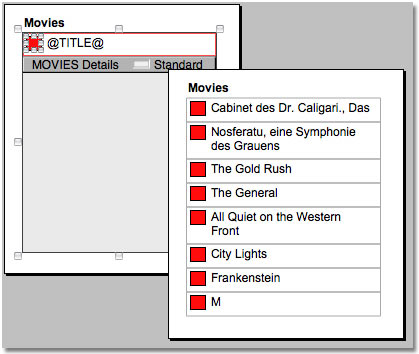 Movies
@TITLE@
MOVIES Details Standard
Movies
Cabinet des Dr. Caligari., Das
Nosferatu, eine Symphonie
des Grauens
The Gold Rush
The General
All Quiet on the Western
Front
City Lights
Frankenstein
M